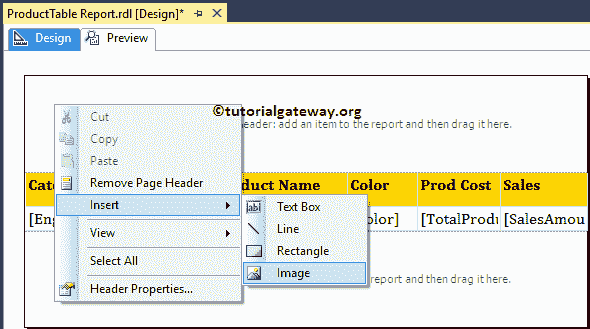 ProductTable Report.rdl [Design]*
Design Preview
©tutorialgateway.org
header: add an item to the report and then drag it here.
Cut
Copy
Paste
Remove Page Header
Insert
View
Select All
Header Properties...
Text Box
Line
Rectangle
Image
Cate duct Name Color Prod Cost Sales
[Eng olor] [TotalProdu [SalesAmou
report and then drag it here.